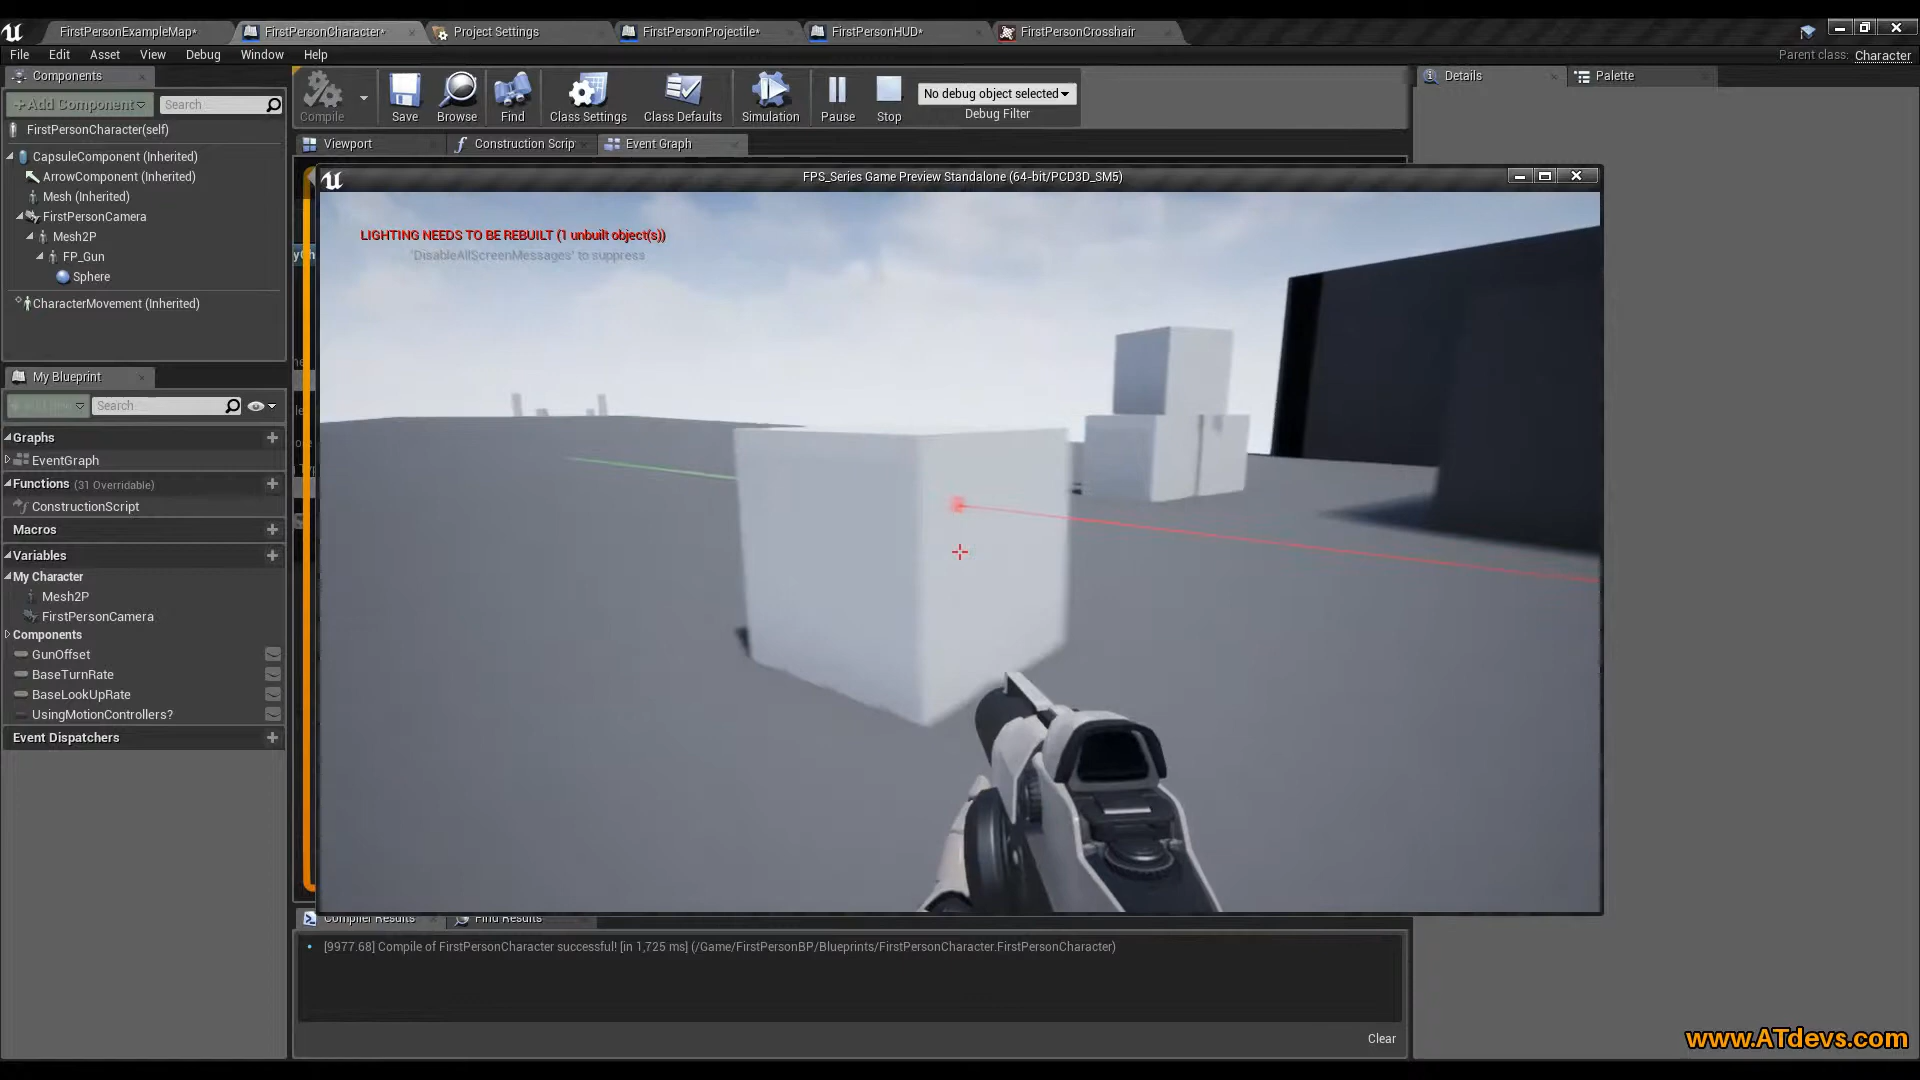 FirstPersonExampleMap*
FirstPersonCharacter*
Project Settings
FirstPersonProjectile*
FirstPersonHUD*
FirstPersonCrosshair
File Edit Asset View Debug Window Help
Parent class: Character
Components
+Add Component
Search
FirstPersonCharacter(self)
CapsuleComponent (Inherited)
ArrowComponent (Inherited)
Mesh (Inherited)
FirstPersonCamera
Mesh2P
FP_Gun
Sphere
CharacterMovement (Inherited)
My Blueprint
Search
Graphs
EventGraph
Functions (31 Overridable)
ConstructionScript
Macros
Variables
My Character
Mesh2P
FirstPersonCamera
Components
GunOffset
BaseTurnRate
BaseLookUpRate
UsingMotionControllers?
Event Dispatchers
Compile
Save
Browse
Find
Class Settings
Class Defaults
Simulation
Pause
Stop
No debug object selected
Debug Filter
Details
Palette
Viewport
Construction Scrip
Event Graph
FPS_Series Game Preview Standalone (64-bit/PCD3D_SM5)
LIGHTING NEEDS TO BE REBUILT (1 unbuilt object(s))
'DisableAllScreenMessages' to suppress
Compiler Results
Find Results
[9977.68] Compile of FirstPersonCharacter successful! [in 1,725 ms] (/Game/FirstPersonBP/Blueprints/FirstPersonCharacter.FirstPersonCharacter)
Clear
www.ATdevs.com